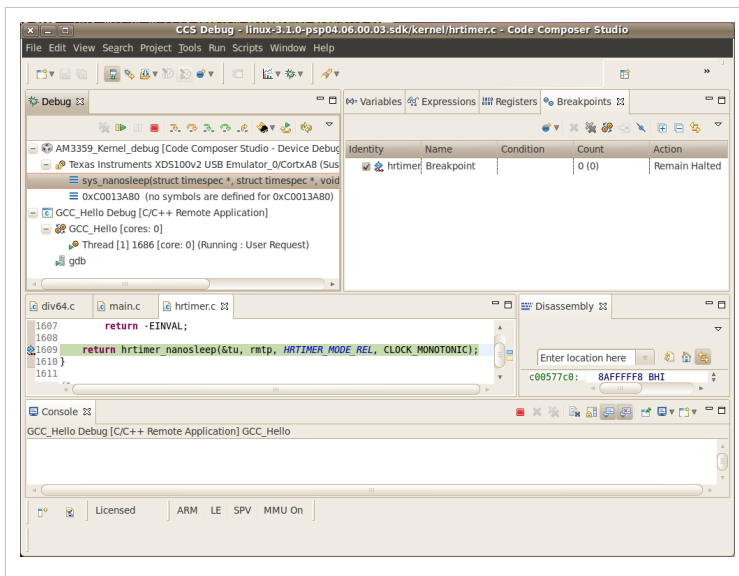 CCS Debug - linux-3.1.0-psp04.06.00.03.sdk/kernel/hrtimer.c - Code Composer Studio
File Edit View Search Project Tools Run Scripts Window Help
»
Debug
Variables Expressions Registers Breakpoints
AM3359_Kernel_debug [Code Composer Studio - Device Debug
Texas Instruments XDS100v2 USB Emulator_0/CortxA8 (Sus
sys_nanosleep(struct timespec *, struct timespec *, void
0xC0013A80 (no symbols are defined for 0xC0013A80)
GCC_Hello Debug [C/C++ Remote Application]
GCC_Hello [cores: 0]
Thread [1] 1686 [core: 0] (Running : User Request)
gdb
Identity Name Condition Count Action
hrtimer Breakpoint 0 (0) Remain Halted
div64.c main.c hrtimer.c
Disassembly
1607 return -EINVAL;
1608
1609 return hrtimer_nanosleep(&tu, rmtp, HRTIMER_MODE_REL, CLOCK_MONOTONIC);
1610 }
1611
Enter location here
c00577c0: 8AFFFFF8 BHI
Console
GCC_Hello Debug [C/C++ Remote Application] GCC_Hello
Licensed ARM LE SPV MMU On